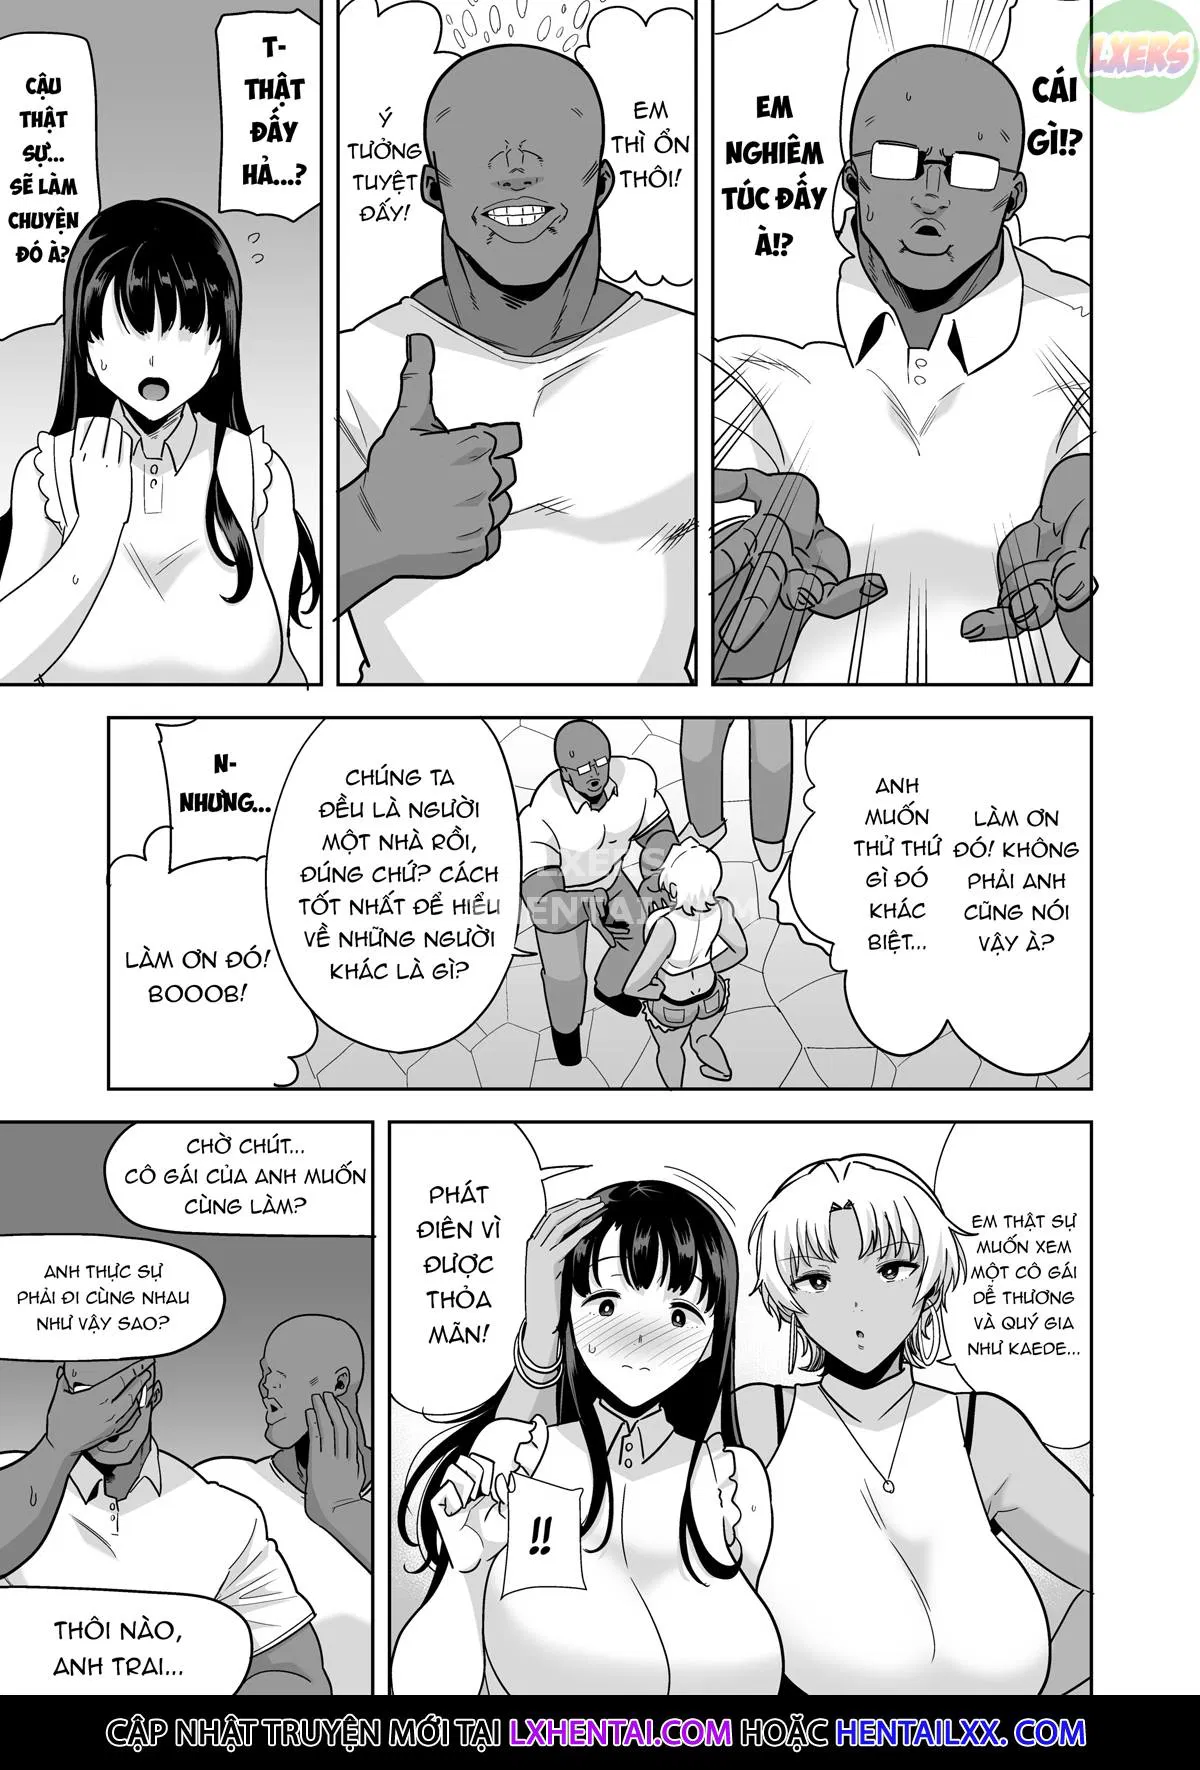 CÁI
GÌ!?
EM
NGHIÊM
TÚC ĐẤY
À!?
EM
THÌ ỔN
THÔI!
Ý
TƯỞNG
TUYỆT
ĐẤY!
T-
THẬT
ĐẤY
HẢ...?
CẬU
THẬT
SỰ...
SẼ LÀM
CHUYỆN
ĐÓ À?
LXERS
LÀM ƠN
ĐÓ! KHÔNG
PHẢI ANH
CŨNG NÓI
VẬY À?
ANH
MUỐN
THỬ THỨ
GÌ ĐÓ
KHÁC
BIỆT...
CHÚNG TA
ĐỀU LÀ NGƯỜI
MỘT NHÀ RỒI,
ĐÚNG CHỨ? CÁCH
TỐT NHẤT ĐỂ HIỂU
VỀ NHỮNG NGƯỜI
KHÁC LÀ GÌ?
N-
NHƯNG...
LÀM ƠN ĐÓ!
BOOOB!
EM THẬT SỰ
MUỐN XEM
MỘT CÔ GÁI
DỄ THƯƠNG
VÀ QUÝ GIA
NHƯ KAEDE...
PHÁT
ĐIÊN VÌ
ĐƯỢC
THỎA
MÃN!
!!
CHỜ CHÚT...
CÔ GÁI CỦA ANH MUỐN
CÙNG LÀM?
ANH THỰC SỰ
PHẢI ĐI CÙNG NHAU
NHƯ VẬY SAO?
THÔI NÀO,
ANH TRAI...
CẬP NHẬT TRUYỆN MỚI TẠI LXHENTAI.COM HOẶC HENTAILXX. COM